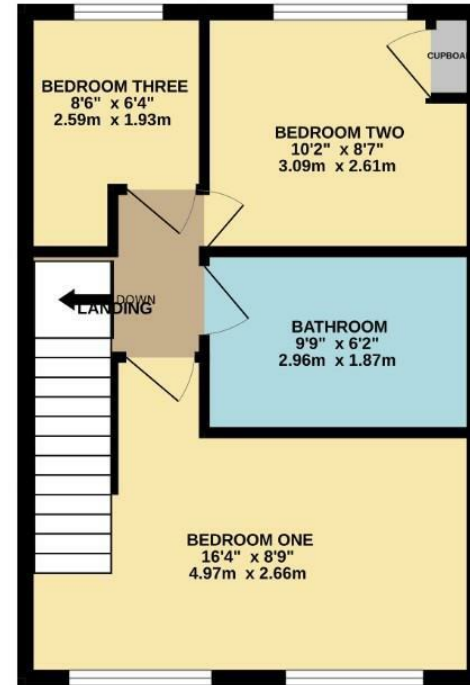 CUPBOA
BEDROOM THREE
8'6" x 6'4"
2.59m x 1.93m
BEDROOM TWO
10'2" x 8'7"
3.09m x 2.61m
DOWN
LANDING
BATHROOM
9'9" x 6'2"
2.96m x 1.87m
BEDROOM ONE
16'4" x 8'9"
4.97m x 2.66m